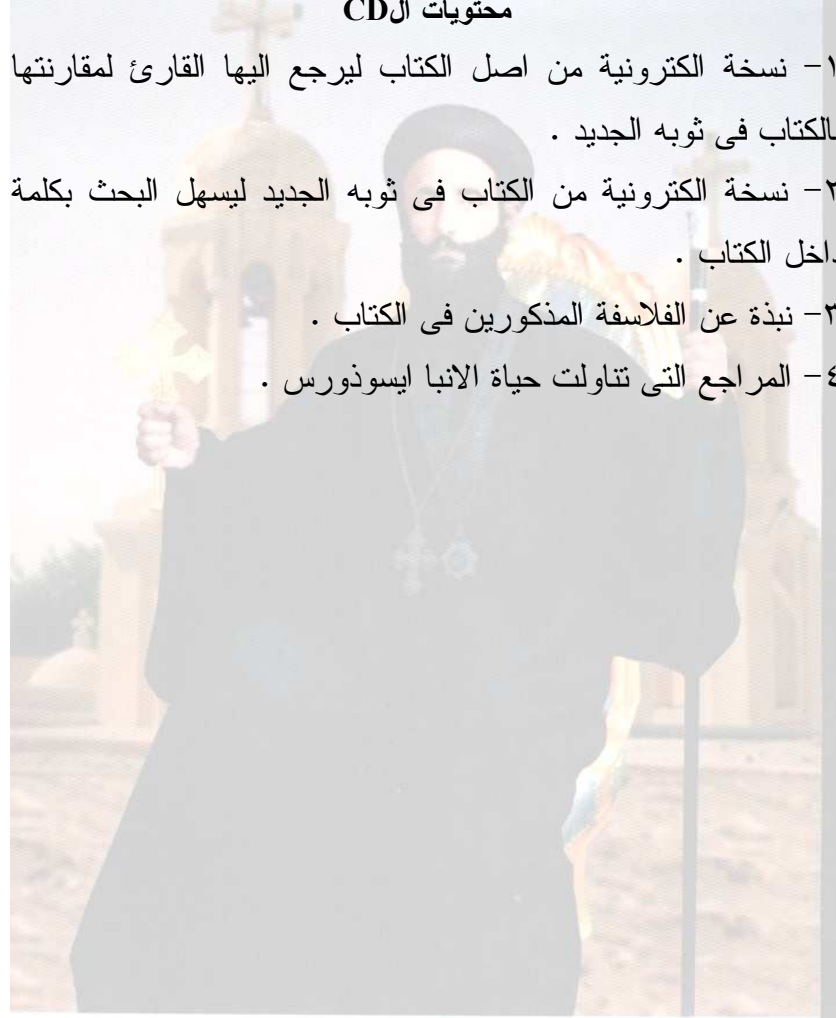 محتويات الCD
١- نسخة الكترونية من اصل الكتاب ليرجع اليها القارئ لمقارنتها
بالكتاب فى ثوبه الجديد .
٢- نسخة الكترونية من الكتاب فى ثوبه الجديد ليسهل البحث بكلمة
داخل الكتاب .
٣- نبذة عن الفلاسفة المذكورين فى الكتاب .
٤- المراجع التى تناولت حياة الانبا ايسوذورس .